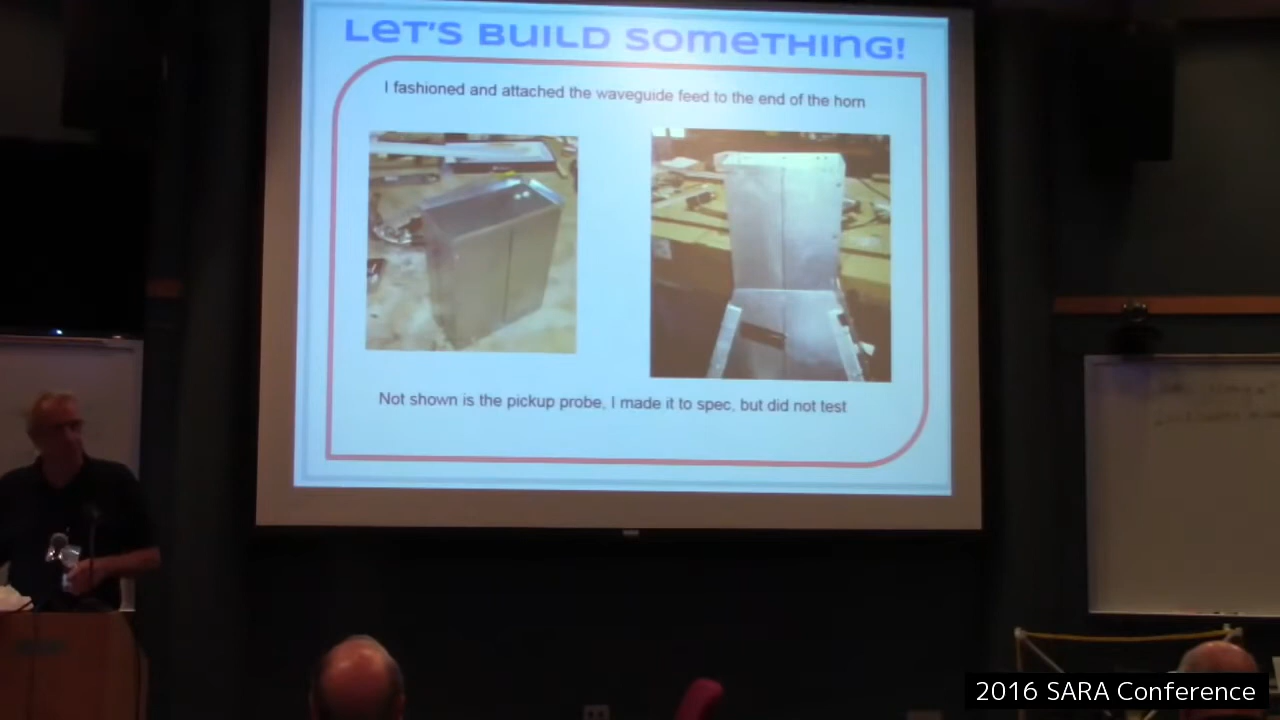 LET'S BUILD SOMETHING!
I fashioned and attached the waveguide feed to the end of the horn
Not shown is the pickup probe, I made it to spec, but did not test
2016 SARA Conference